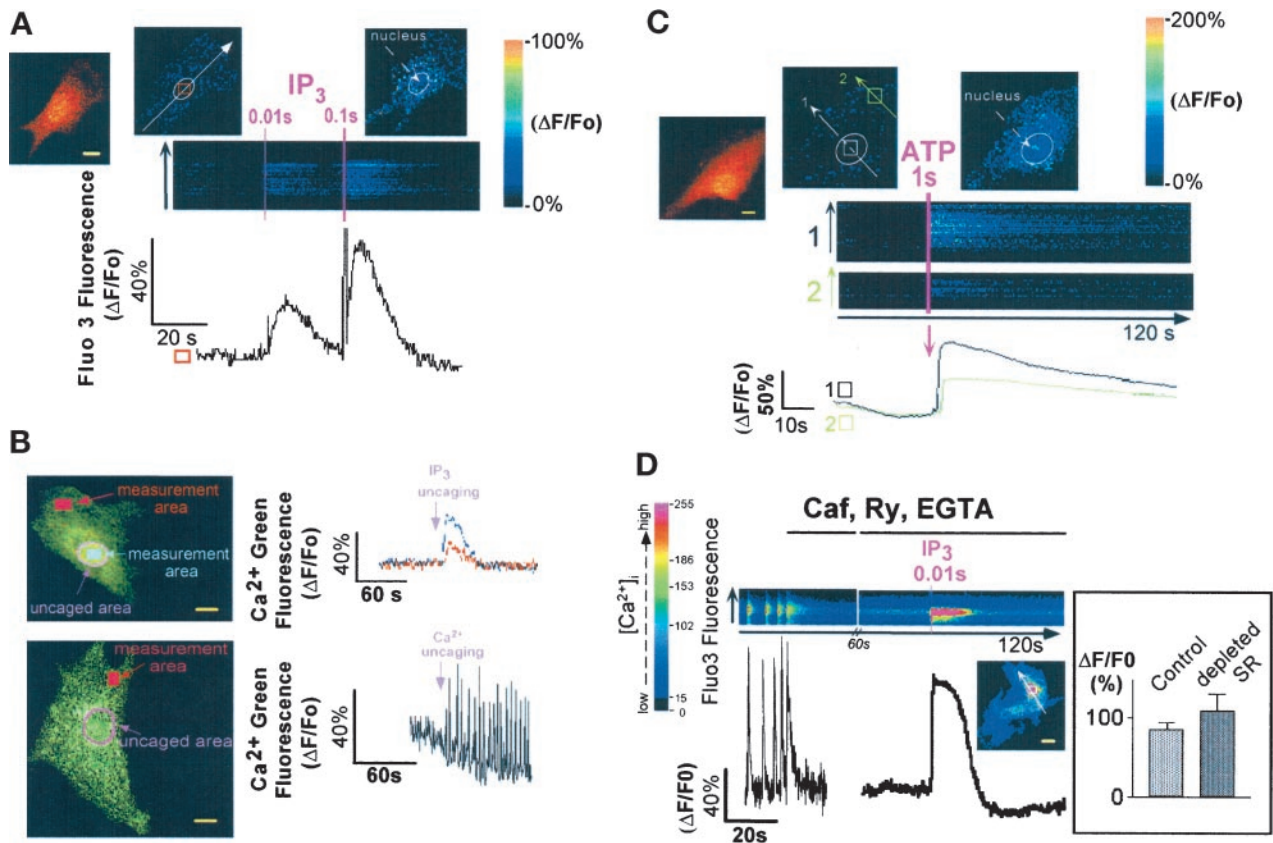 A
nucleus
IP3
0.01s
0.1s
100%
(ΔF/Fo)
0%
Fluo 3 Fluorescence
(ΔF/Fo)
40%
20 s
B
measurement
area
measurement
area
uncaged area
Ca2+ Green
Fluorescence
(ΔF/Fo)
40%
60 s
IP3
uncaging
measurement
area
uncaged area
Ca2+ Green
Fluorescence
(ΔF/Fo)
40%
60s
Ca2+
uncaging
C
200%
(ΔF/Fo)
0%
1
2
nucleus
ATP
1s
1
2
120 s
(ΔF/Fo)
50%
10s
1
2
D
Caf, Ry, EGTA
IP3
0.01s
[Ca2+]i
low
high
Fluo3 Fluorescence
255
186
153
102
15
0
60s
120s
(ΔF/F0)
40%
20s
ΔF/F0
(%)
100
0
Control
depleted
SR